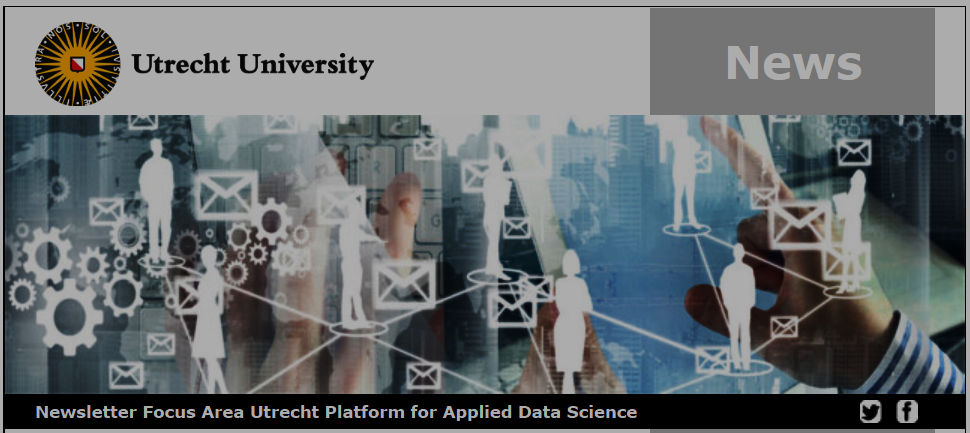 Utrecht University
News
Newsletter Focus Area Utrecht Platform for Applied Data Science